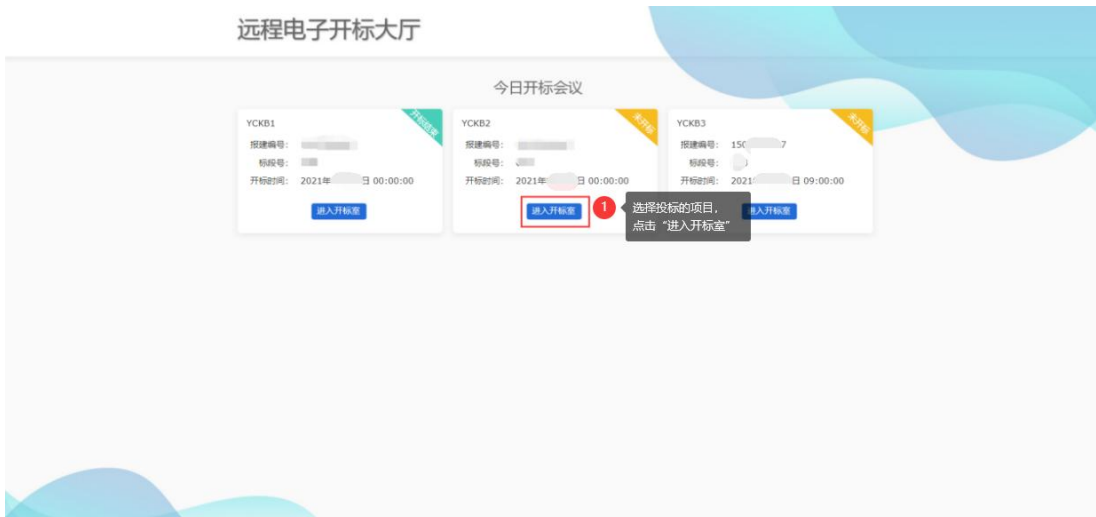 远程电子开标大厅
今日开标会议
YCKB1
开标结束
报建编号：
标段号：
开标时间： 2021年 日 00:00:00
进入开标室
YCKB2
未开标
报建编号：
标段号：
开标时间： 2021年 日 00:00:00
进入开标室
1
选择投标的项目，
点击“进入开标室”
YCKB3
未开标
报建编号： 150 7
标段号：
开标时间： 2021 日 09:00:00
进入开标室